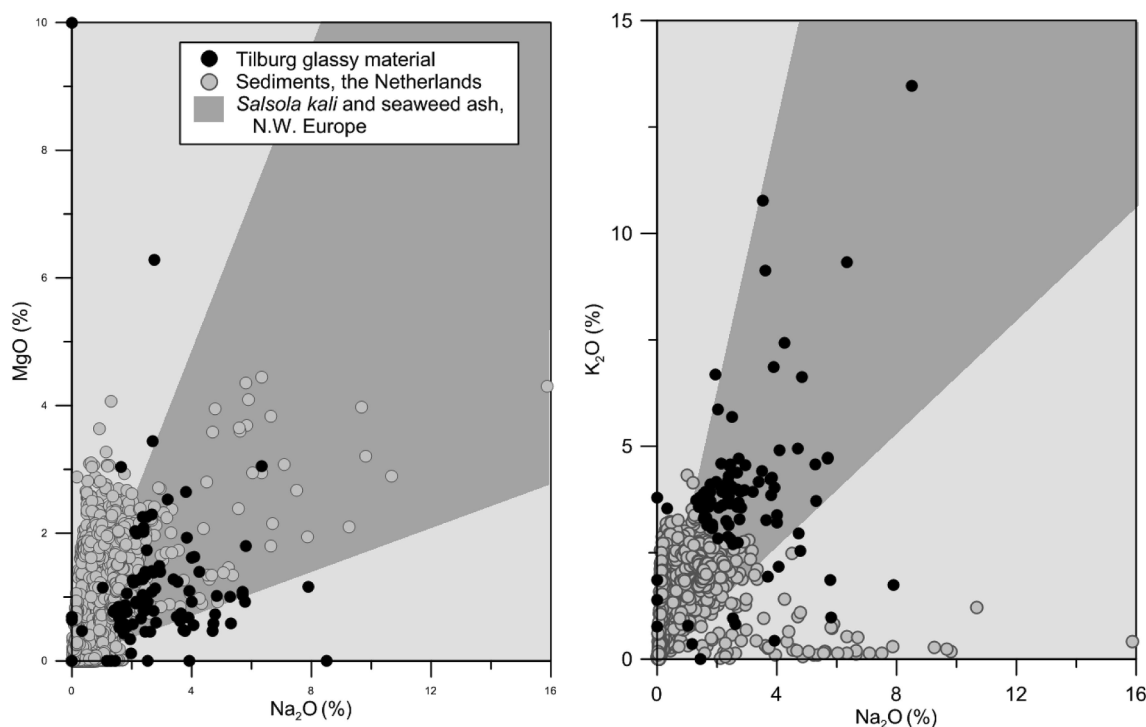 10
8
6
4
2
0
MgO (%)
Tilburg glassy material
Sediments, the Netherlands
Salsola kali and seaweed ash,
N.W. Europe
0 4 8 12 16
Na₂O (%)
15
10
5
0
K₂O (%)
0 4 8 12 16
Na₂O (%)